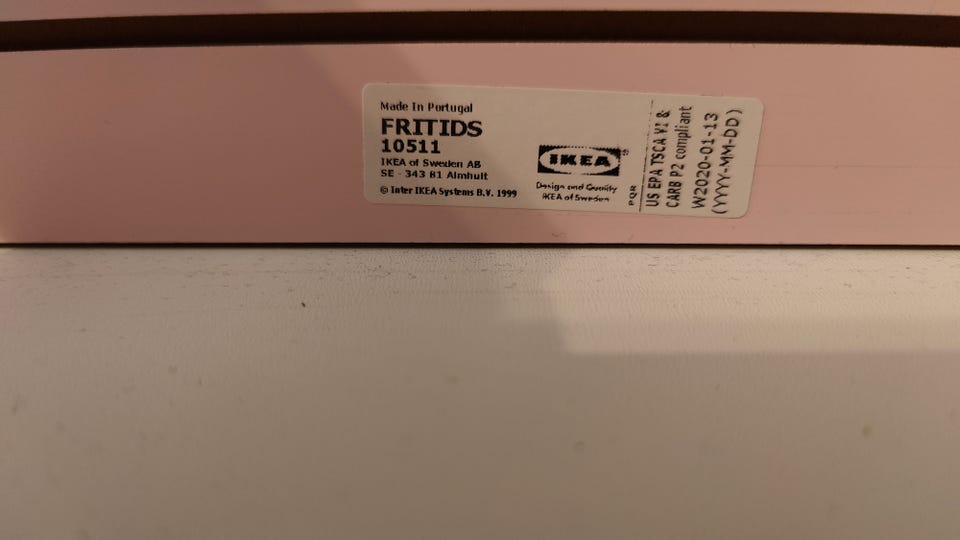 Made In Portugal
FRITIDS
10511
IKEA of Sweden AB
SE - 343 81 Älmhult
© Inter IKEA Systems B.V. 1999
IKEA®
Design and Quality
IKEA of Sweden
PQR
US EPA TSCA VI &
CARB P2 compliant
W2020-01-13
(YYYY-MM-DD)